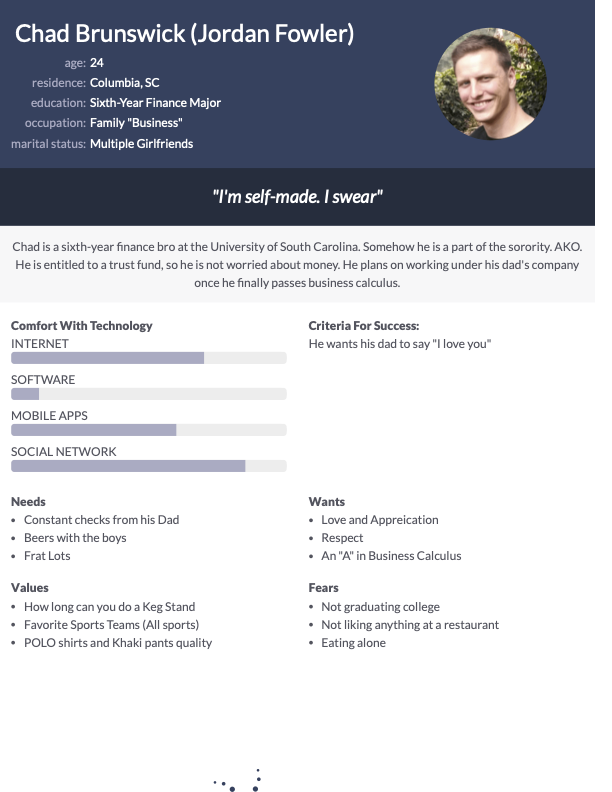 Chad Brunswick (Jordan Fowler)
age: 24
residence: Columbia, SC
education: Sixth-Year Finance Major
occupation: Family "Business"
marital status: Multiple Girlfriends
"I'm self-made. I swear"
Chad is a sixth-year finance bro at the University of South Carolina. Somehow he is a part of the sorority. AKO.
He is entitled to a trust fund, so he is not worried about money. He plans on working under his dad's company
once he finally passes business calculus.
Comfort With Technology
INTERNET
SOFTWARE
MOBILE APPS
SOCIAL NETWORK
Criteria For Success:
He wants his dad to say "I love you"
Needs
• Constant checks from his Dad
• Beers with the boys
• Frat Lots
Wants
• Love and Appreication
• Respect
• An "A" in Business Calculus
Values
• How long can you do a Keg Stand
• Favorite Sports Teams (All sports)
• POLO shirts and Khaki pants quality
Fears
• Not graduating college
• Not liking anything at a restaurant
• Eating alone